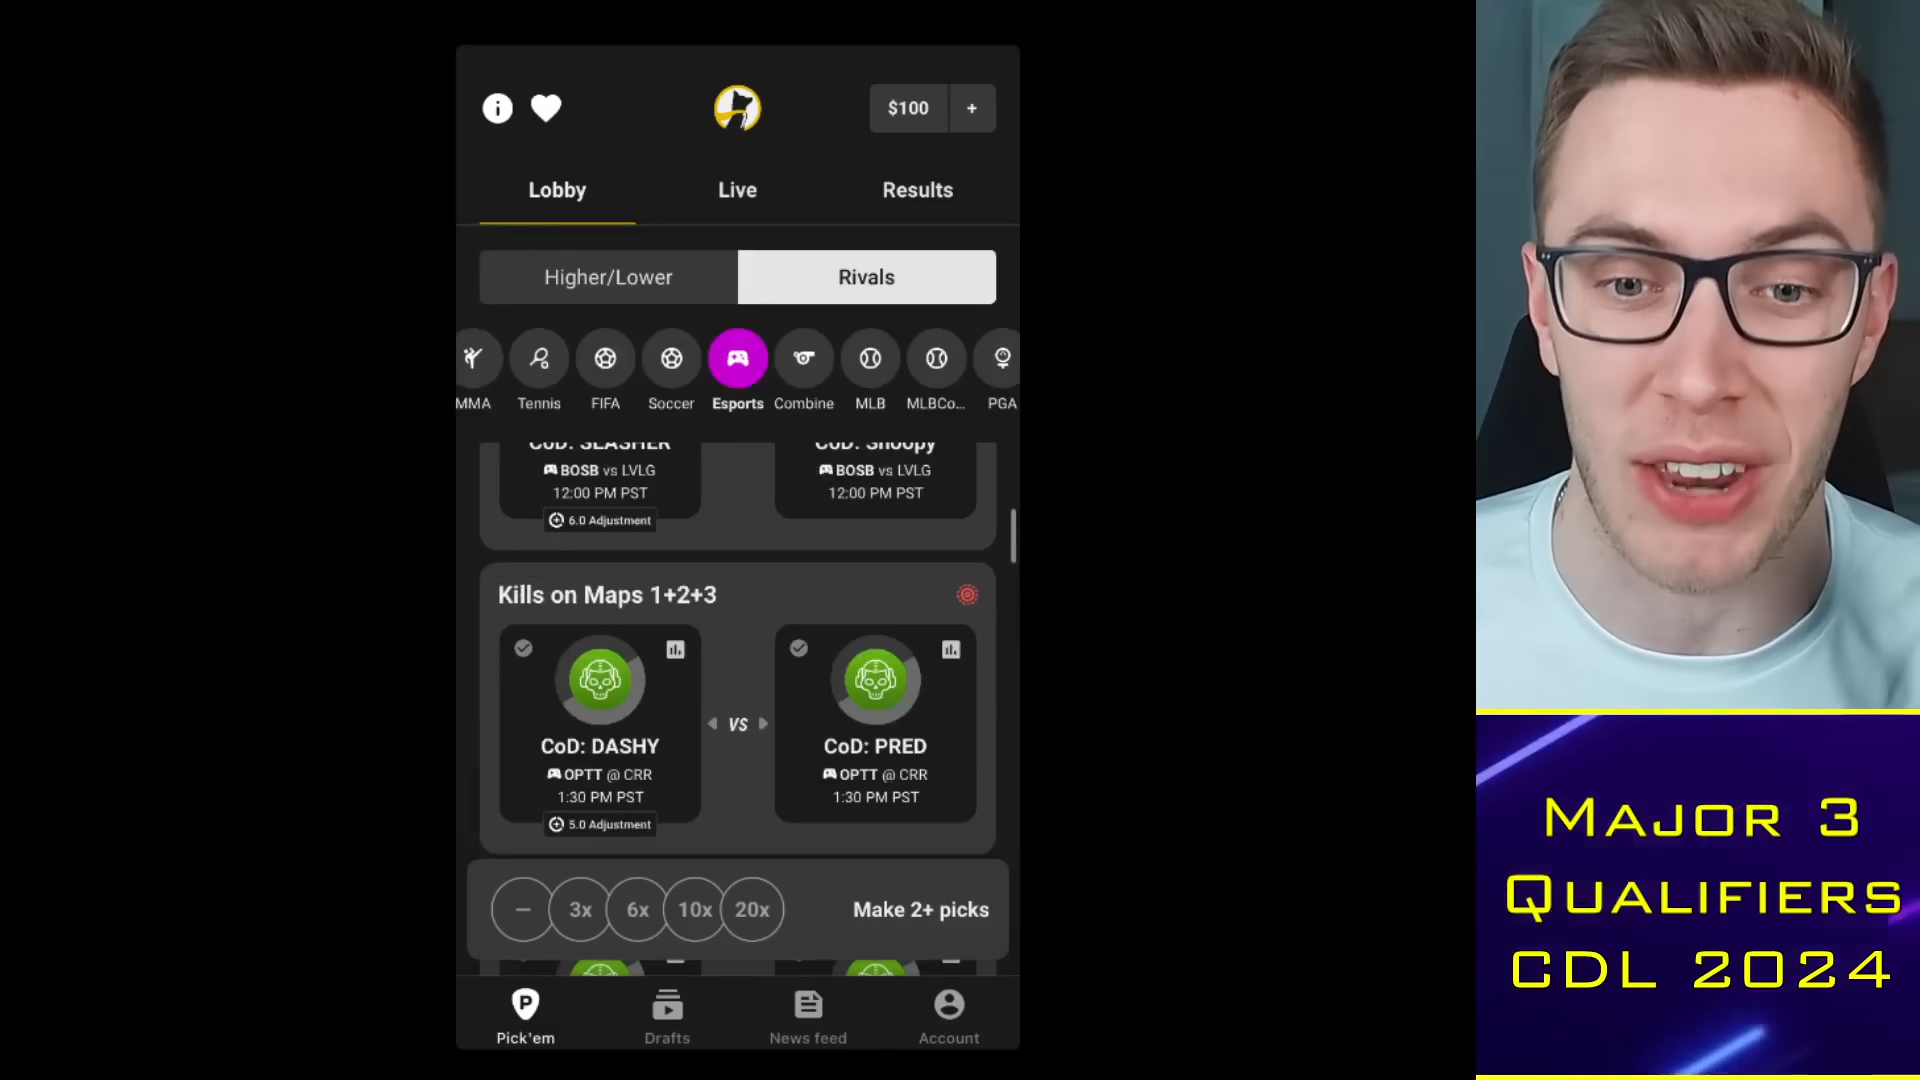 $100 +
Lobby Live Results
Higher/Lower Rivals
MMA Tennis FIFA Soccer Esports Combine MLB MLBCo... PGA
CoD: SLASHER CoD: Snoopy
BOSB vs LVLG BOSB vs LVLG
12:00 PM PST 12:00 PM PST
6.0 Adjustment
Kills on Maps 1+2+3
VS
CoD: DASHY CoD: PRED
OPTT @ CRR OPTT @ CRR
1:30 PM PST 1:30 PM PST
5.0 Adjustment
– 3x 6x 10x 20x Make 2+ picks
P
Pick'em Drafts News feed Account
MAJOR 3
QUALIFIERS
CDL 2024